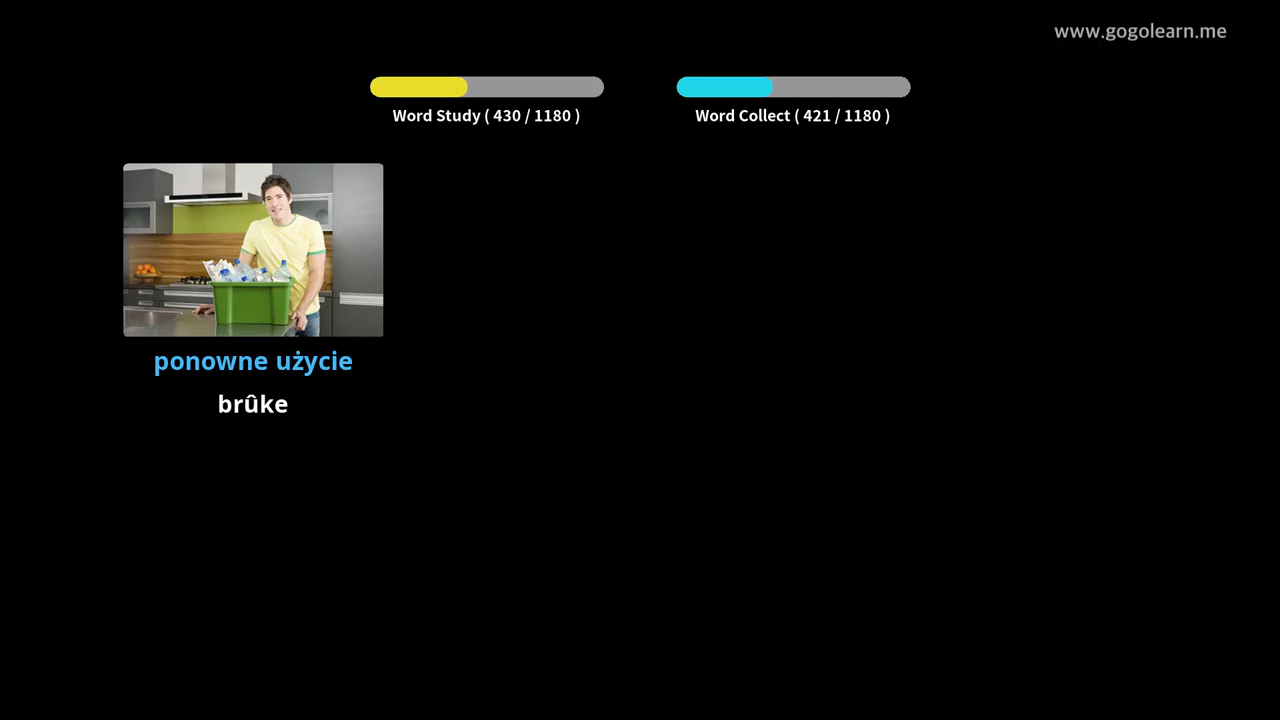 www.gogolearn.me
Word Study ( 430 / 1180 )
Word Collect ( 421 / 1180 )
ponowne użycie
brûke